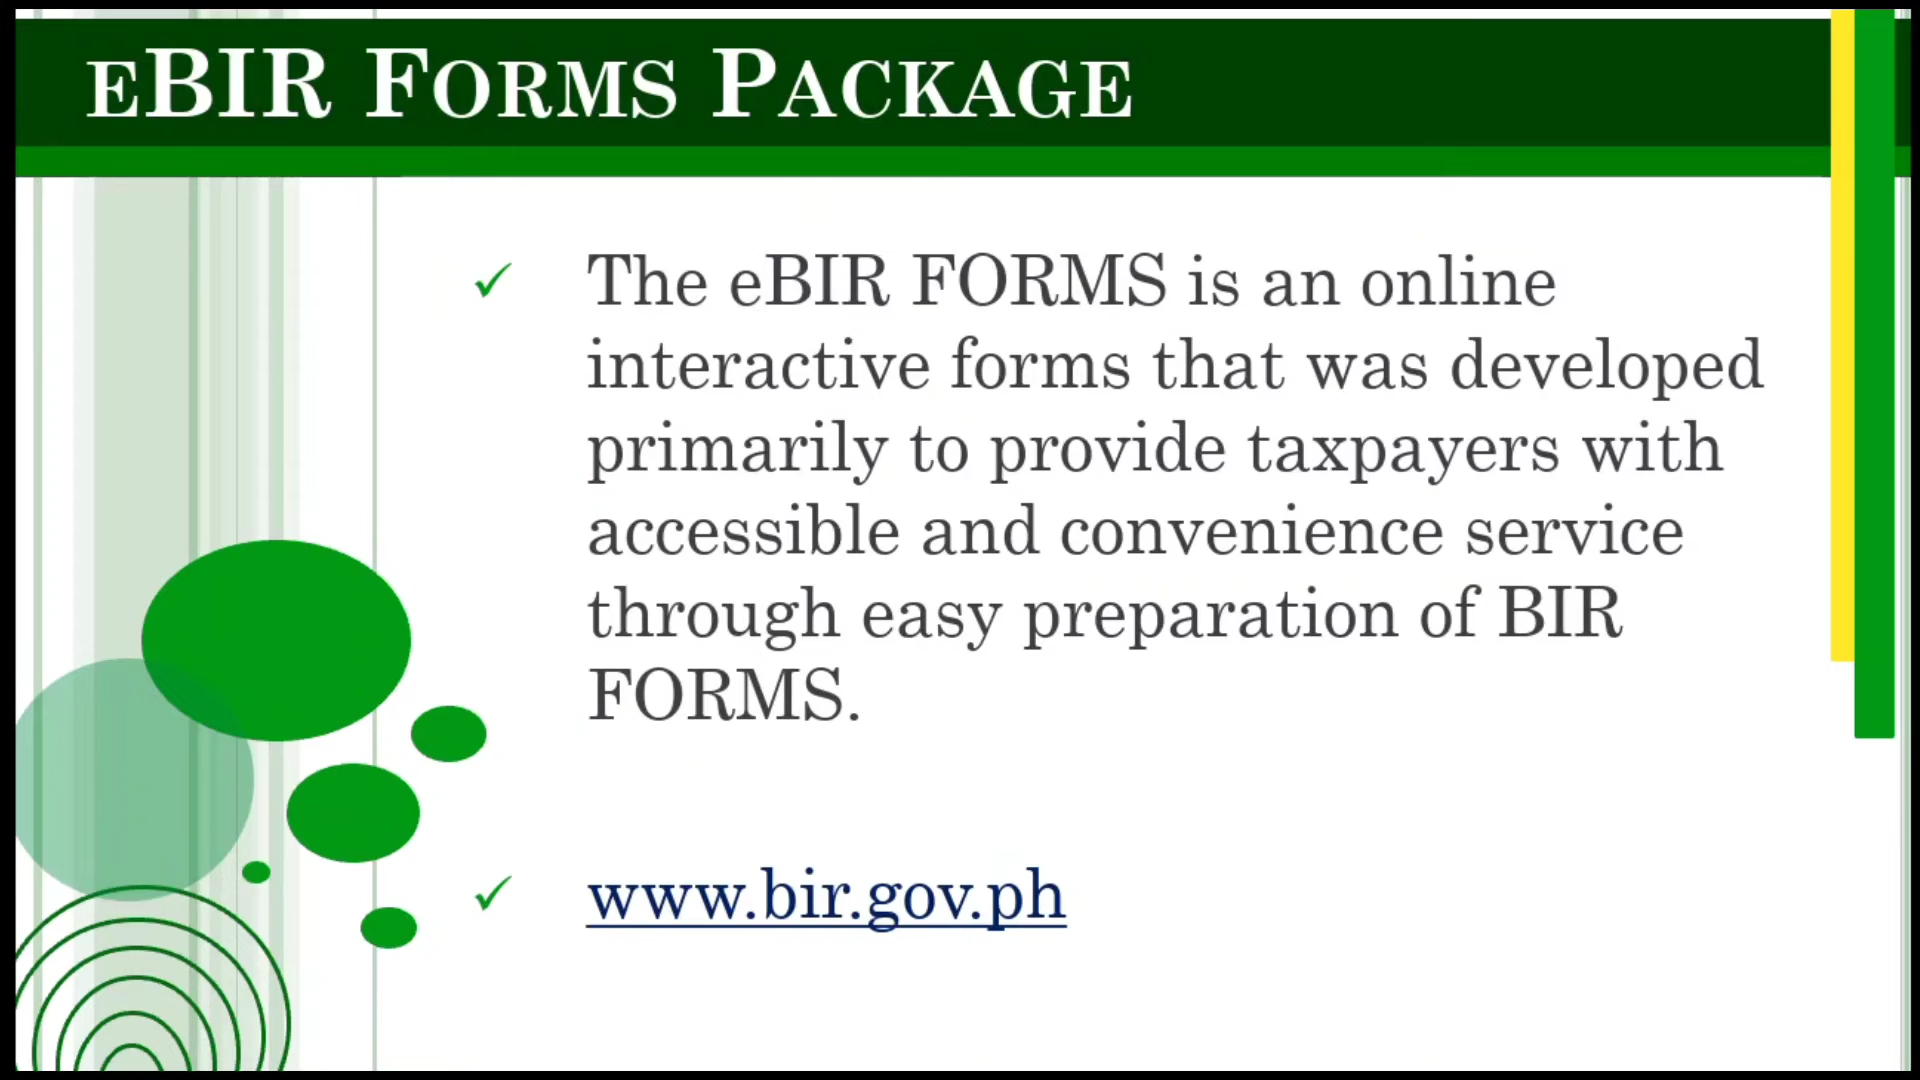 eBIR Forms Package
The eBIR FORMS is an online
interactive forms that was developed
primarily to provide taxpayers with
accessible and convenience service
through easy preparation of BIR
FORMS.
www.bir.gov.ph